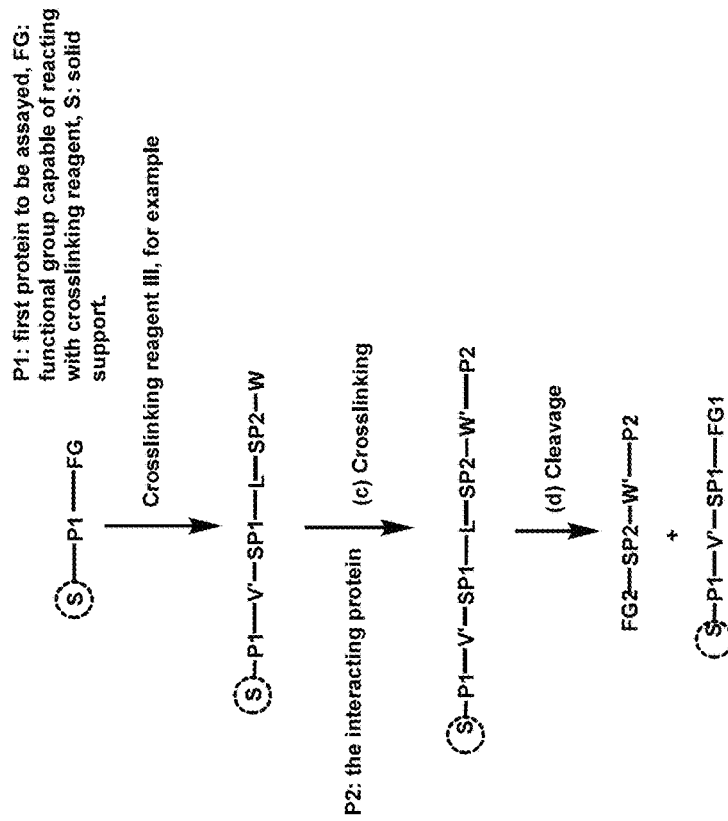 P1: first protein to be assayed, FG:
functional group capable of reacting
with crosslinking reagent, S: solid
support.
S—P1—FG
Crosslinking reagent III, for example
S—P1—V'—SP1—L—SP2—W
P2: the interacting protein
(c) Crosslinking
S—P1—V'—SP1—L—SP2—W'—P2
(d) Cleavage
FG2—SP2—W'—P2
+
S—P1—V'—SP1—FG1